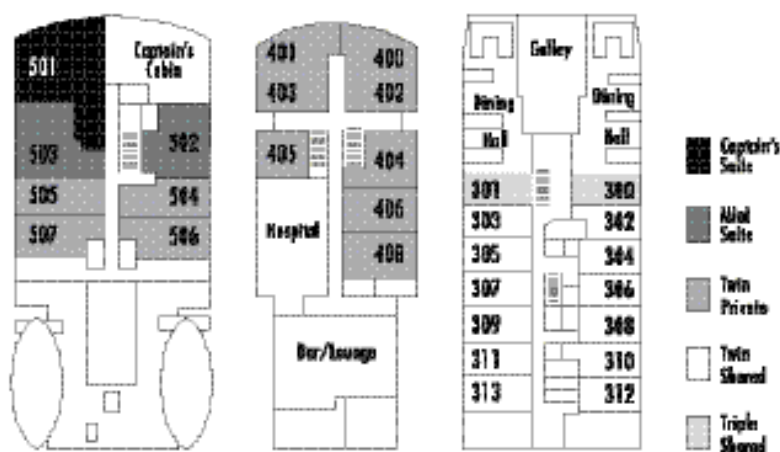 501
Captain's
Cabin
503
502
505
504
507
506
401
400
403
402
405
404
406
Hospital
408
Bar/Lounge
Galley
Dining
Hall
Dining
Hall
301
300
303
302
305
304
307
306
309
308
311
310
313
312
Captain's
Suite
Mini
Suite
Twin
Private
Twin
Shared
Triple
Shared